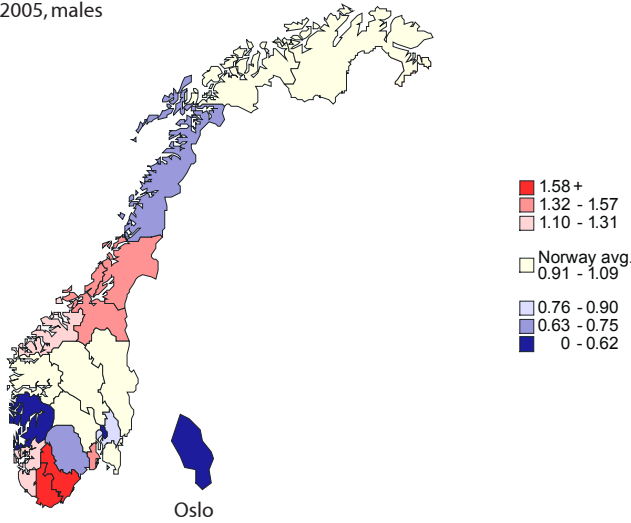 2005, males
1.58 +
1.32 - 1.57
1.10 - 1.31
Norway avg.
0.91 - 1.09
0.76 - 0.90
0.63 - 0.75
0 - 0.62
Oslo